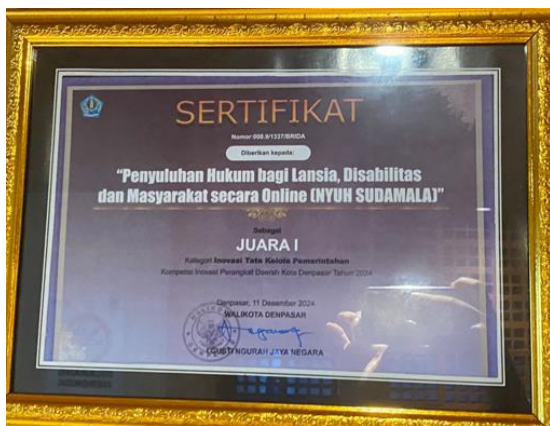 SERTIFIKAT
Nomor:000.9/1337/BRIDA
Diberikan kepada:
"Penyuluhan Hukum bagi Lansia, Disabilitas
dan Masyarakat secara Online (NYUH SUDAMALA)"
Sebagai
JUARA I
Kategori Inovasi Tata Kelola Pemerintahan
Kompetisi Inovasi Perangkat Daerah Kota Denpasar Tahun 2024
Denpasar, 11 Desember 2024
WALIKOTA DENPASAR
I GUSTI NGURAH JAYA NEGARA